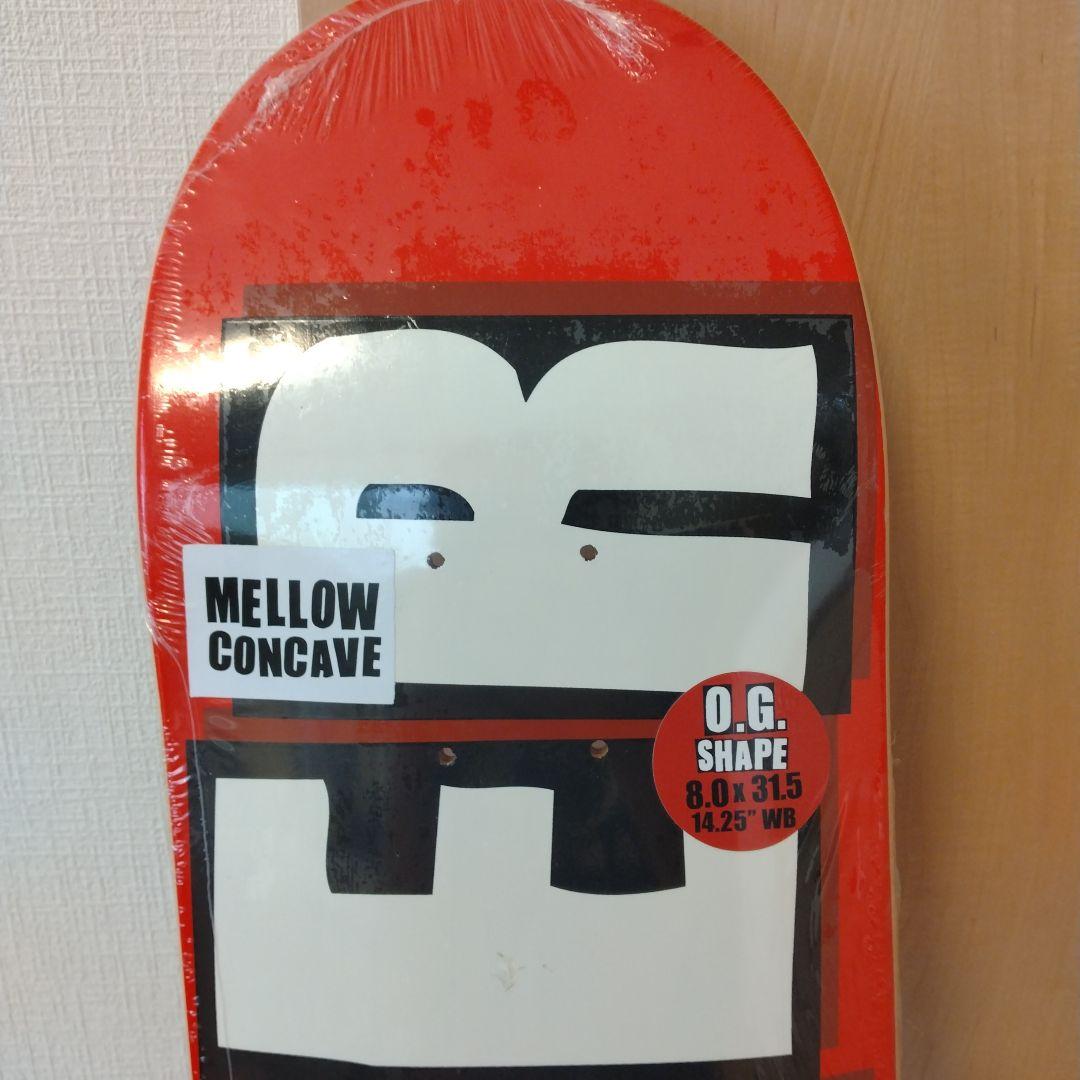 MELLOW
CONCAVE
O.G.
SHAPE
8.0 x 31.5
14.25" WB